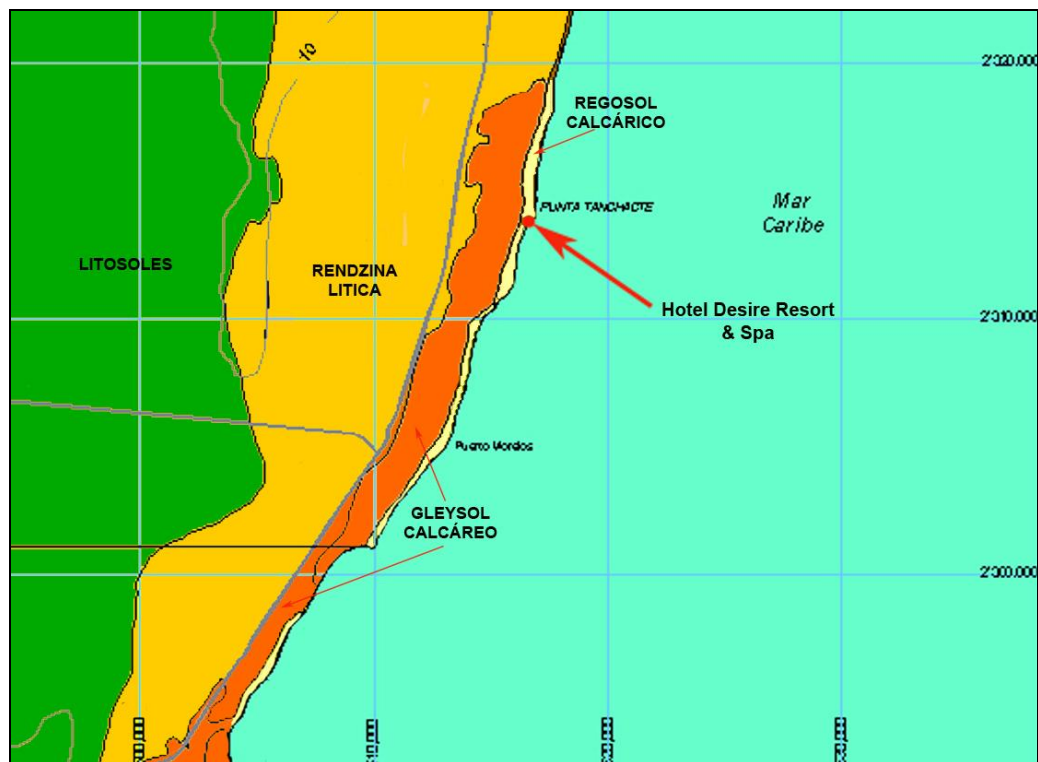 10
2'320.000
REGOSOL
CALCÁRICO
PUNTA TANCHACTE
Mar
Caribe
LITOSOLES
RENDZINA
LITICA
Hotel Desire Resort
& Spa
2'310.000
Puerto Morelos
GLEYSOL
CALCÁREO
2'300.000